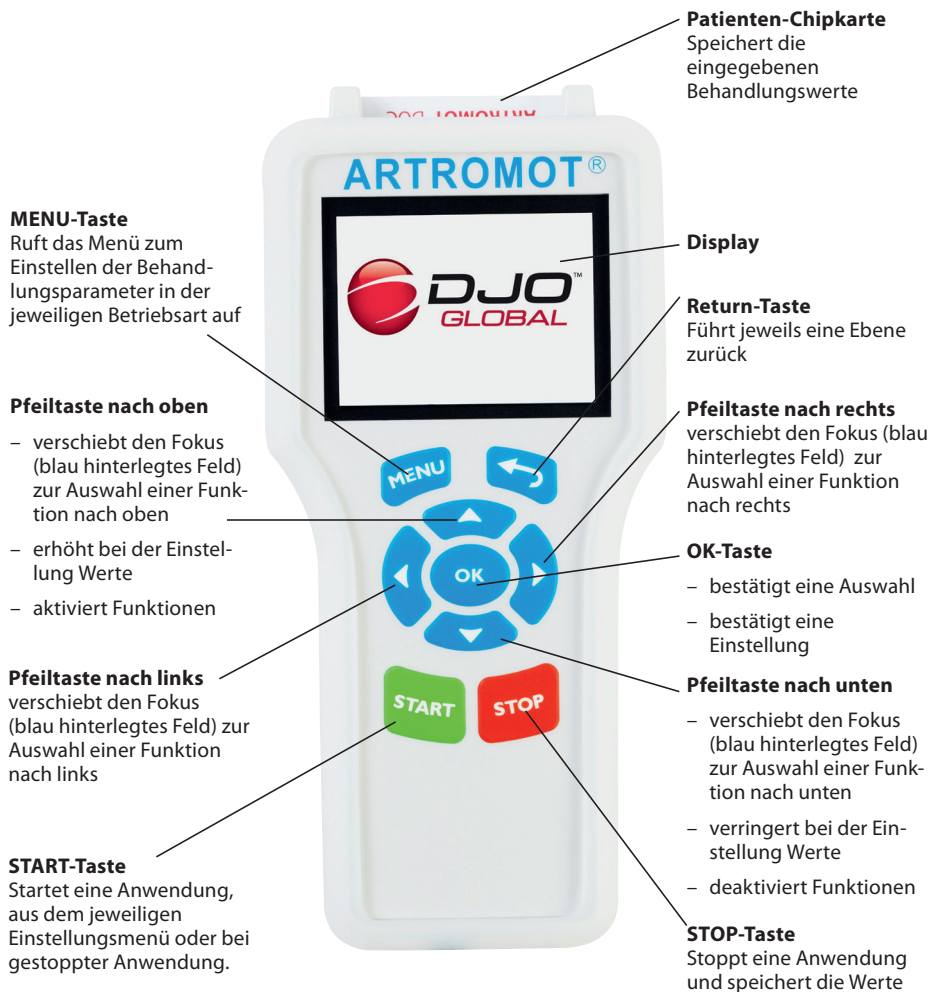 Patienten-Chipkarte
Speichert die
eingegebenen
Behandlungswerte
ARTROMOT DOC
ARTROMOT®
DJO™
GLOBAL
MENÜ
OK
START
STOP
MENU-Taste
Ruft das Menü zum
Einstellen der Behand-
lungsparameter in der
jeweiligen Betriebsart auf
Pfeiltaste nach oben
– verschiebt den Fokus
(blau hinterlegtes Feld)
zur Auswahl einer Funk-
tion nach oben
– erhöht bei der Einstel-
lung Werte
– aktiviert Funktionen
Pfeiltaste nach links
verschiebt den Fokus
(blau hinterlegtes Feld) zur
Auswahl einer Funktion
nach links
START-Taste
Startet eine Anwendung,
aus dem jeweiligen
Einstellungsmenü oder bei
gestoppter Anwendung.
Display
Return-Taste
Führt jeweils eine Ebene
zurück
Pfeiltaste nach rechts
verschiebt den Fokus (blau
hinterlegtes Feld) zur
Auswahl einer Funktion
nach rechts
OK-Taste
– bestätigt eine Auswahl
– bestätigt eine
Einstellung
Pfeiltaste nach unten
– verschiebt den Fokus
(blau hinterlegtes Feld)
zur Auswahl einer Funk-
tion nach unten
– verringert bei der Ein-
stellung Werte
– deaktiviert Funktionen
STOP-Taste
Stoppt eine Anwendung
und speichert die Werte